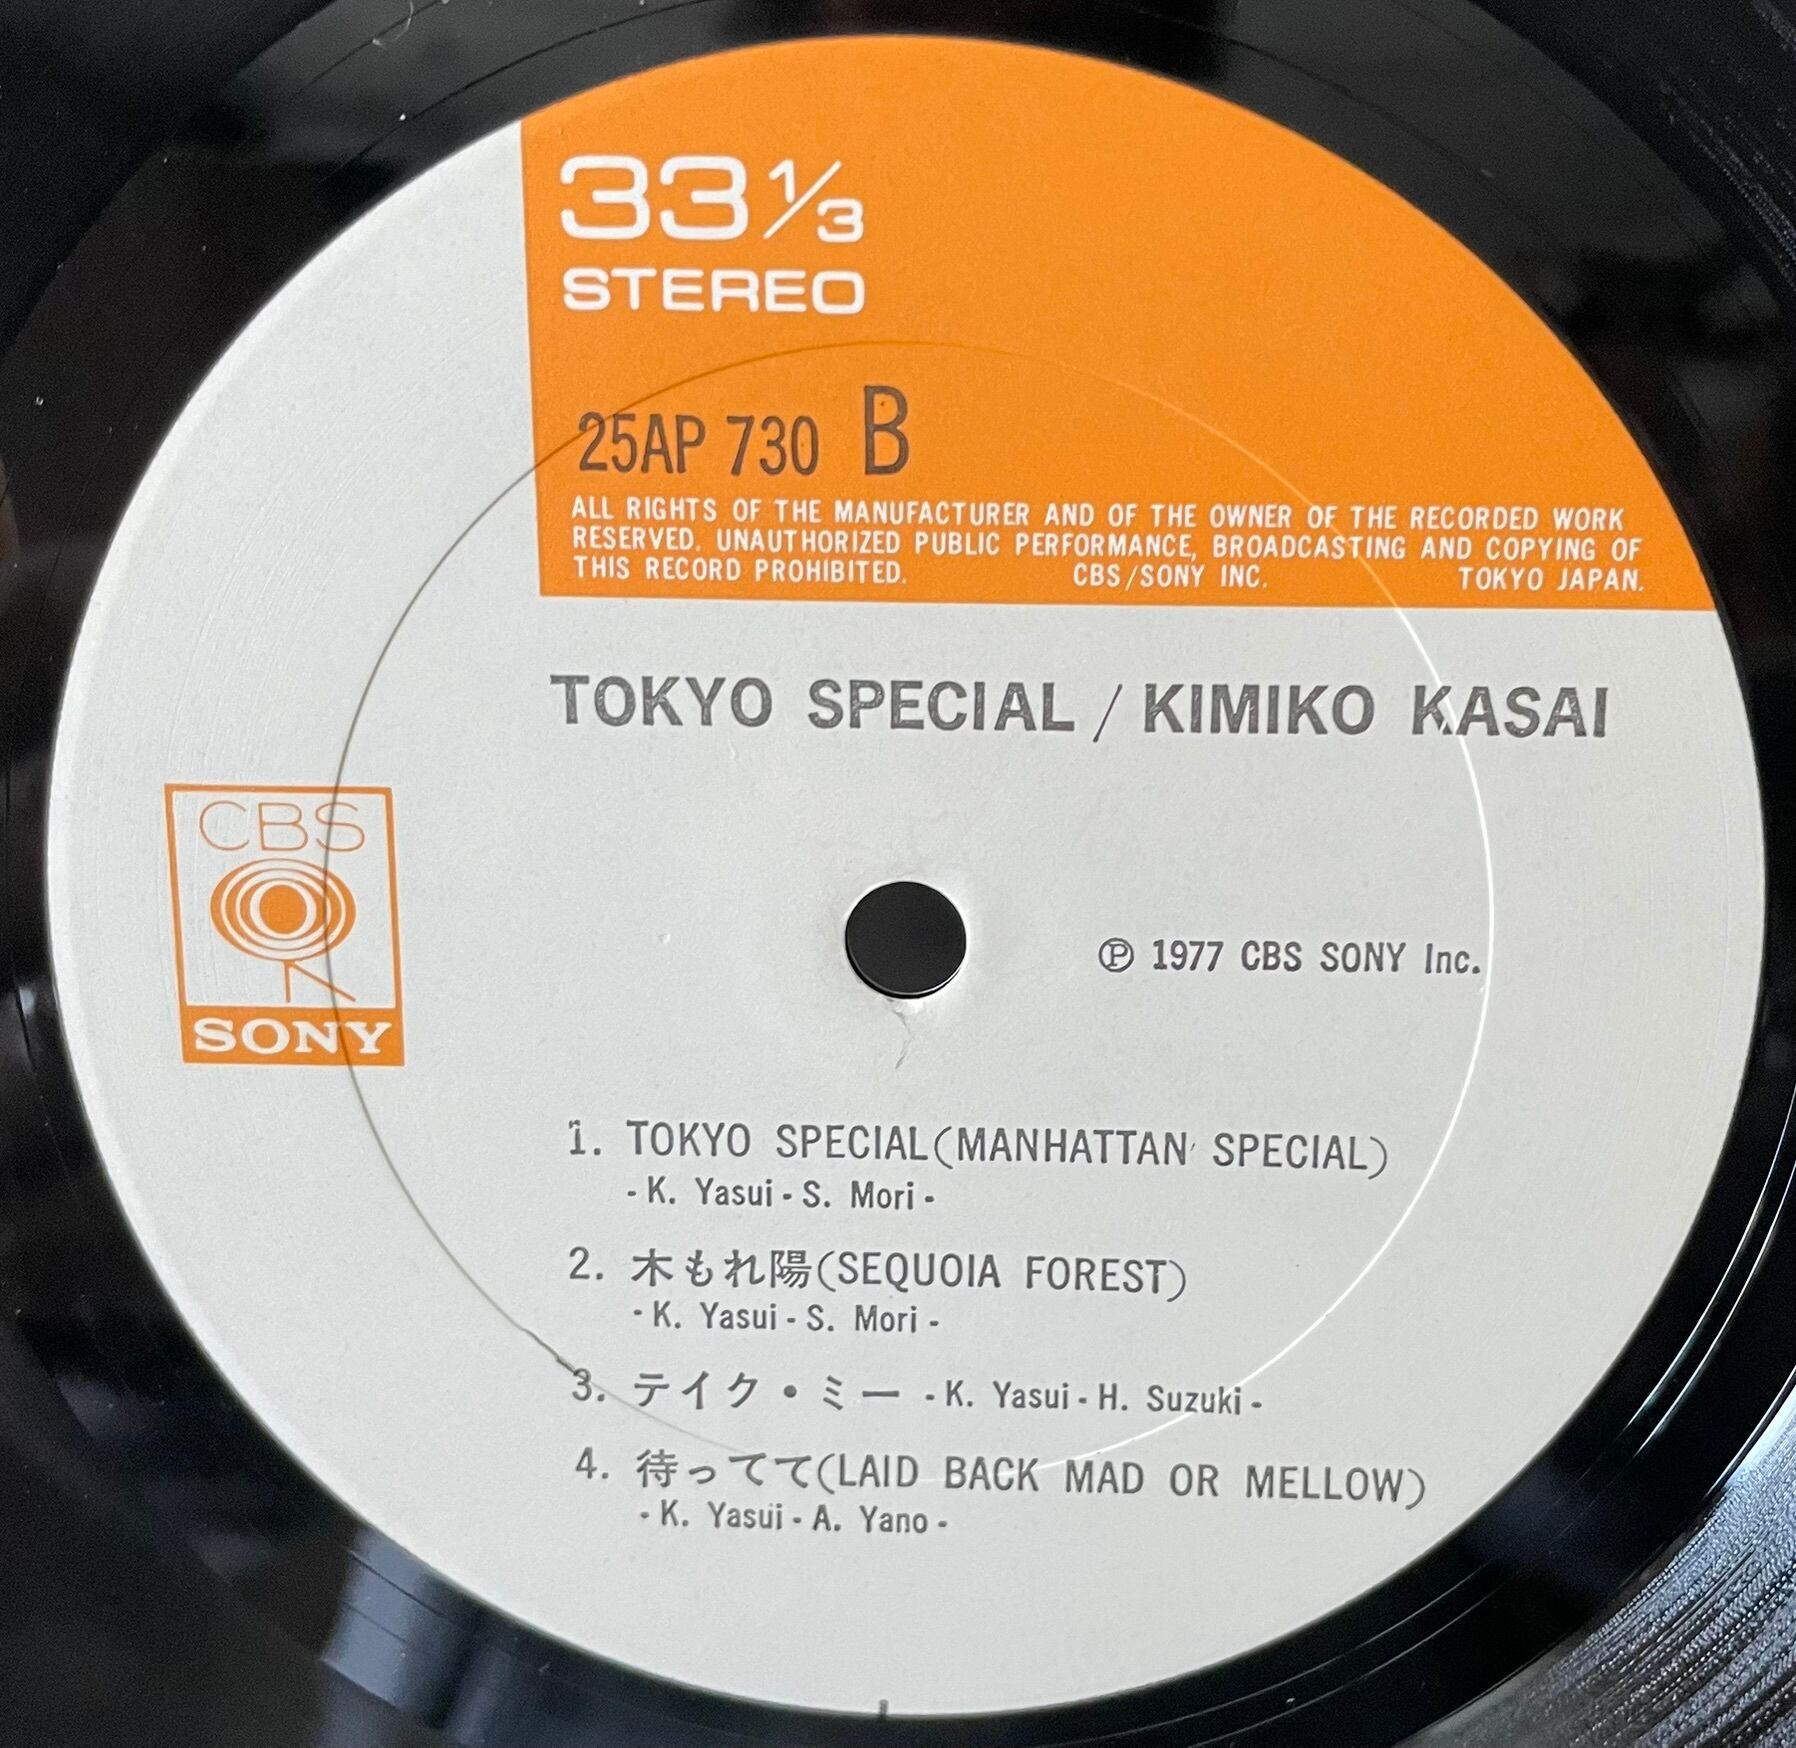 33 1/3
STEREO
25AP 730 B
ALL RIGHTS OF THE MANUFACTURER AND OF THE OWNER OF THE RECORDED WORK
RESERVED. UNAUTHORIZED PUBLIC PERFORMANCE, BROADCASTING AND COPYING OF
THIS RECORD PROHIBITED. CBS/SONY INC. TOKYO JAPAN.
TOKYO SPECIAL / KIMIKO KASAI
CBS
SONY
Ⓟ 1977 CBS SONY Inc.
1. TOKYO SPECIAL(MANHATTAN SPECIAL)
- K. Yasui - S. Mori -
2. 木もれ陽(SEQUOIA FOREST)
- K. Yasui - S. Mori -
3. テイク・ミー - K. Yasui - H. Suzuki -
4. 待ってて(LAID BACK MAD OR MELLOW)
- K. Yasui - A. Yano -